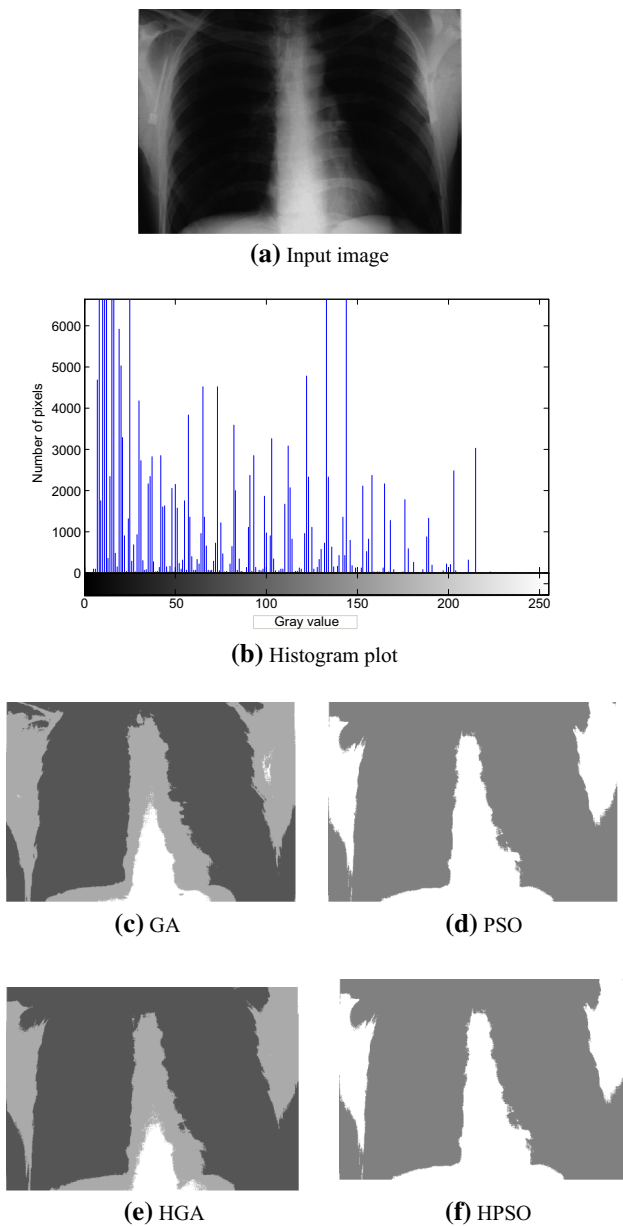 (a) Input image
6000
5000
4000
3000
2000
1000
0
Number of pixels
0 50 100 150 200 250
Gray value
(b) Histogram plot
(c) GA
(d) PSO
(e) HGA
(f) HPSO